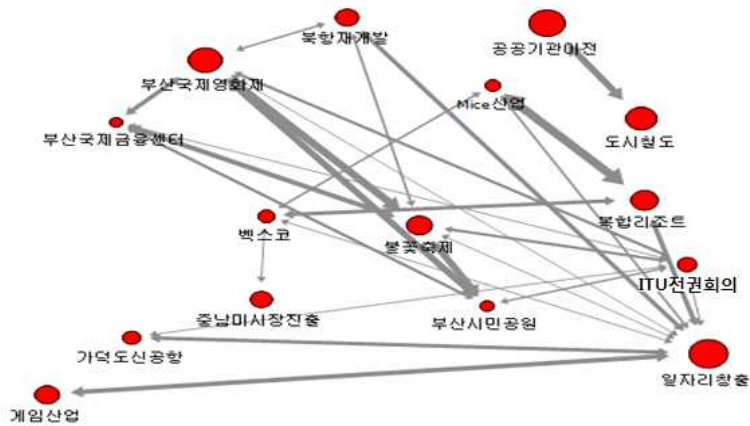 북항재개발
공공기관이전
부산국제영화제
Mice산업
부산국제금융센터
도시철도
벡스코
불꽃축제
복합리조트
ITU전권회의
중남미시장진출
부산시민공원
가덕도신공항
일자리창출
게임산업